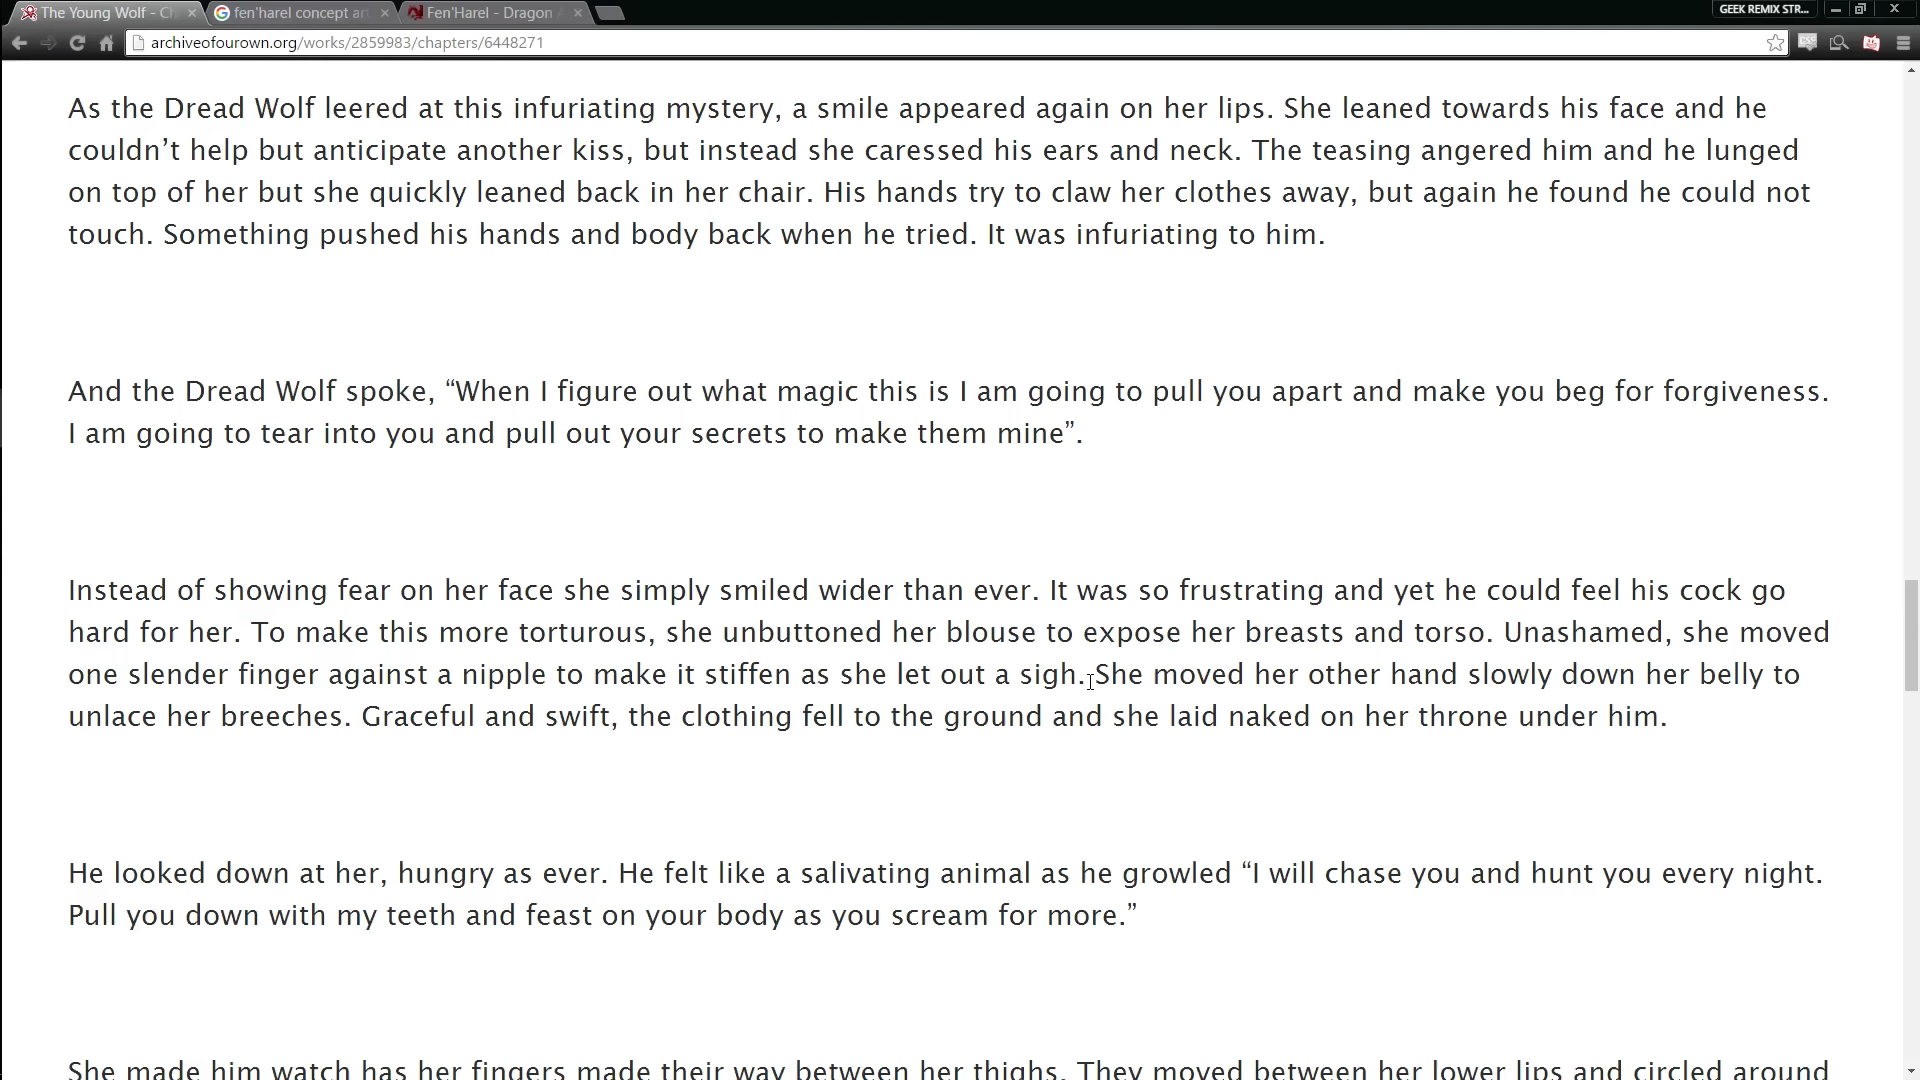 The Young Wolf - Ch
fen'harel concept ar
Fen'Harel - Dragon
GEEK REMIX STR...
archiveofourown.org/works/2859983/chapters/6448271
As the Dread Wolf leered at this infuriating mystery, a smile appeared again on her lips. She leaned towards his face and he
couldn’t help but anticipate another kiss, but instead she caressed his ears and neck. The teasing angered him and he lunged
on top of her but she quickly leaned back in her chair. His hands try to claw her clothes away, but again he found he could not
touch. Something pushed his hands and body back when he tried. It was infuriating to him.
And the Dread Wolf spoke, “When I figure out what magic this is I am going to pull you apart and make you beg for forgiveness.
I am going to tear into you and pull out your secrets to make them mine”.
Instead of showing fear on her face she simply smiled wider than ever. It was so frustrating and yet he could feel his cock go
hard for her. To make this more torturous, she unbuttoned her blouse to expose her breasts and torso. Unashamed, she moved
one slender finger against a nipple to make it stiffen as she let out a sigh. She moved her other hand slowly down her belly to
unlace her breeches. Graceful and swift, the clothing fell to the ground and she laid naked on her throne under him.
He looked down at her, hungry as ever. He felt like a salivating animal as he growled “I will chase you and hunt you every night.
Pull you down with my teeth and feast on your body as you scream for more.”
She made him watch has her fingers made their way between her thighs. They moved between her lower lips and circled around